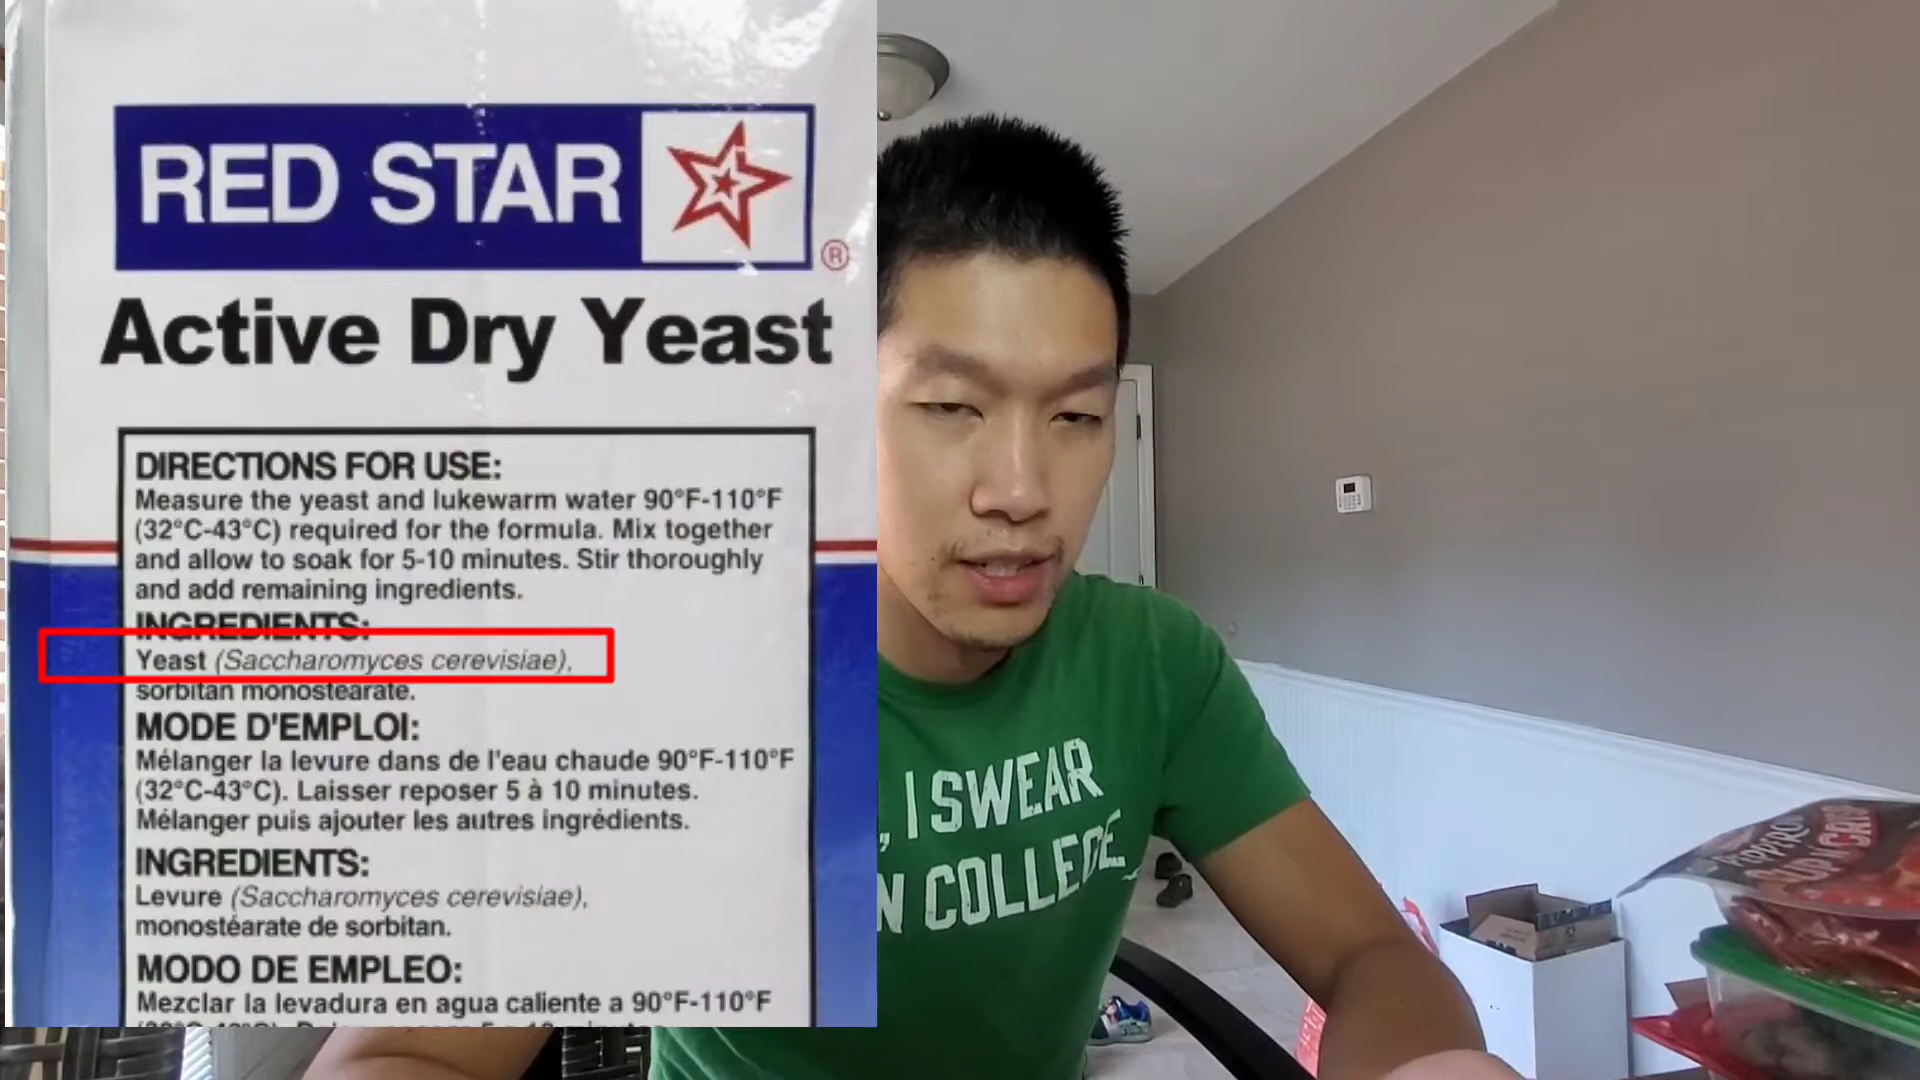 RED STAR
®
Active Dry Yeast
DIRECTIONS FOR USE:
Measure the yeast and lukewarm water 90°F-110°F
(32°C-43°C) required for the formula. Mix together
and allow to soak for 5-10 minutes. Stir thoroughly
and add remaining ingredients.
INGREDIENTS:
Yeast (Saccharomyces cerevisiae),
sorbitan monostearate.
MODE D'EMPLOI:
Mélanger la levure dans de l'eau chaude 90°F-110°F
(32°C-43°C). Laisser reposer 5 à 10 minutes.
Mélanger puis ajouter les autres ingrédients.
INGREDIENTS:
Levure (Saccharomyces cerevisiae),
monostéarate de sorbitan.
MODO DE EMPLEO:
Mezclar la levadura en agua caliente a 90°F-110°F
, I SWEAR
N COLLEGE